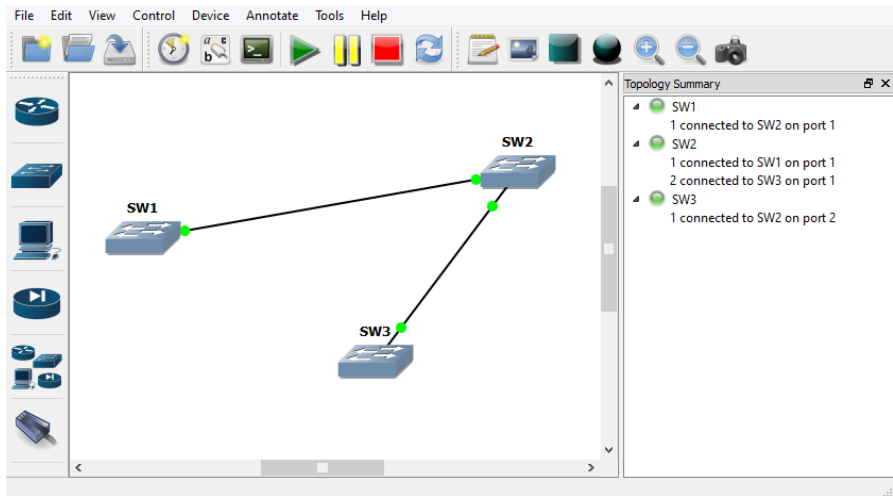 File Edit View Control Device Annotate Tools Help
Topology Summary
SW1
1 connected to SW2 on port 1
SW2
1 connected to SW1 on port 1
2 connected to SW3 on port 1
SW3
1 connected to SW2 on port 2
SW2
SW1
SW3
a c
b
>_